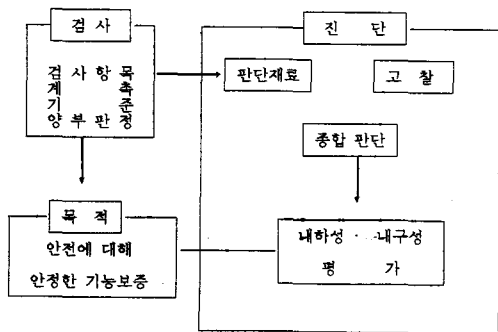 검 사
검 사 항 목
계 측
기 준
양 부 판 정
진 단
판단재료
고 찰
종합 판단
목 적
안전에 대해
안정한 기능보증
내하성 · 내구성
평 가